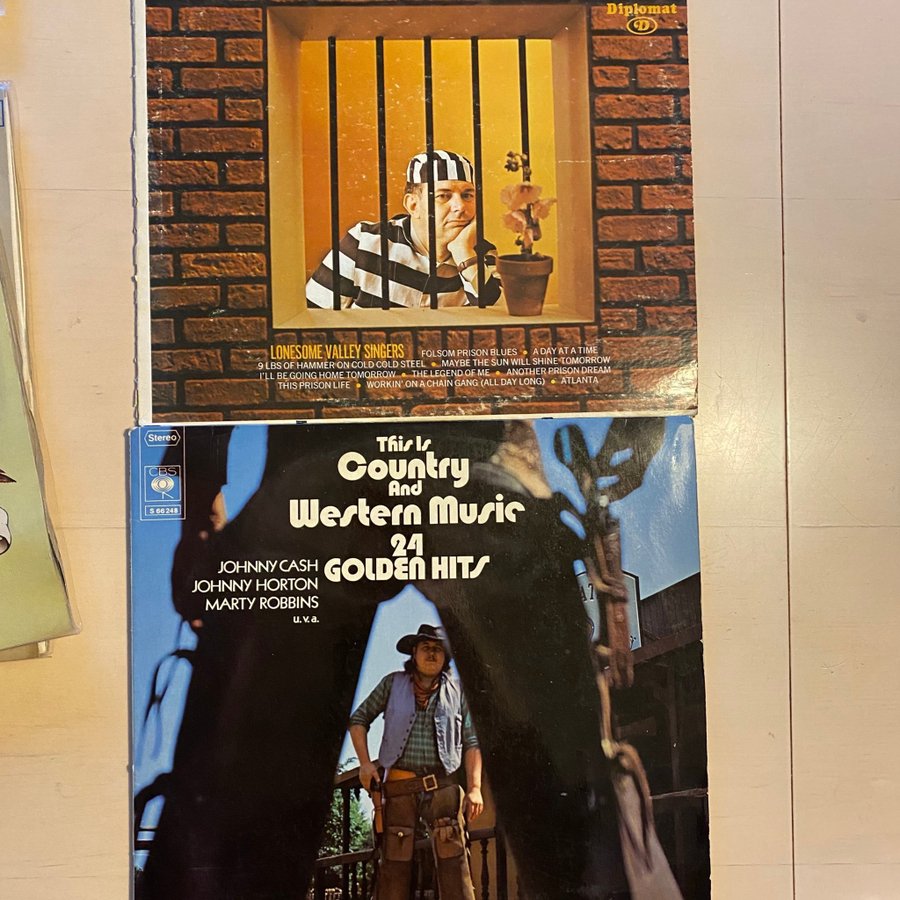 Diplomat
D
LONESOME VALLEY SINGERS FOLSOM PRISON BLUES • A DAY AT A TIME
9 LBS OF HAMMER ON COLD COLD STEEL • MAYBE THE SUN WILL SHINE TOMORROW
I'LL BE GOING HOME TOMORROW • THE LEGEND OF ME • ANOTHER PRISON DREAM
THIS PRISON LIFE • WORKIN' ON A CHAIN GANG (ALL DAY LONG) • ATLANTA
Stereo
CBS
S 66 248
This Is
Country
And
Western Music
24
GOLDEN HITS
JOHNNY CASH
JOHNNY HORTON
MARTY ROBBINS
u.v.a.